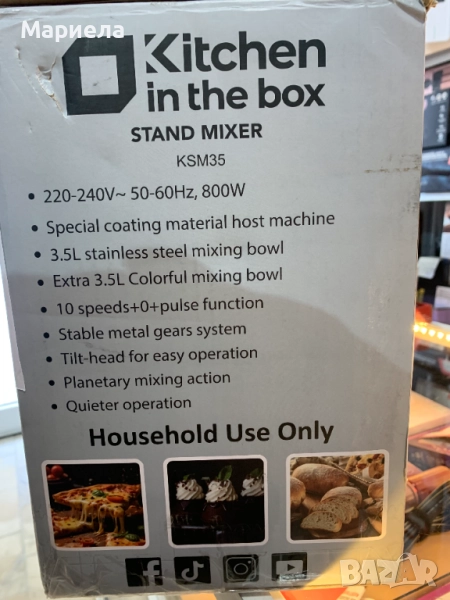 Мариела
Kitchen
in the box
STAND MIXER
KSM35
• 220-240V~ 50-60Hz, 800W
• Special coating material host machine
• 3.5L stainless steel mixing bowl
• Extra 3.5L Colorful mixing bowl
• 10 speeds+0+pulse function
• Stable metal gears system
• Tilt-head for easy operation
• Planetary mixing action
• Quieter operation
Household Use Only
BAZAR